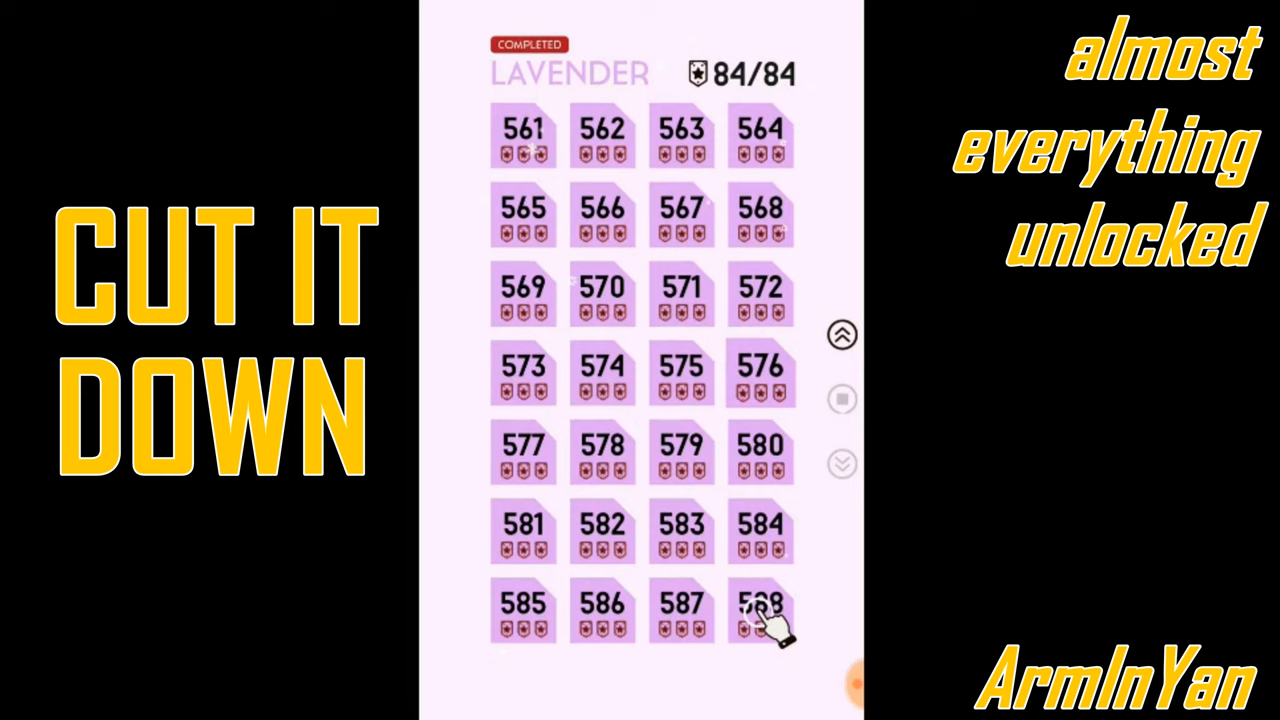 CUT IT
DOWN
COMPLETED
LAVENDER 84/84
561 562 563 564
565 566 567 568
569 570 571 572
573 574 575 576
577 578 579 580
581 582 583 584
585 586 587 588
almost
everything
unlocked
ArmInYan